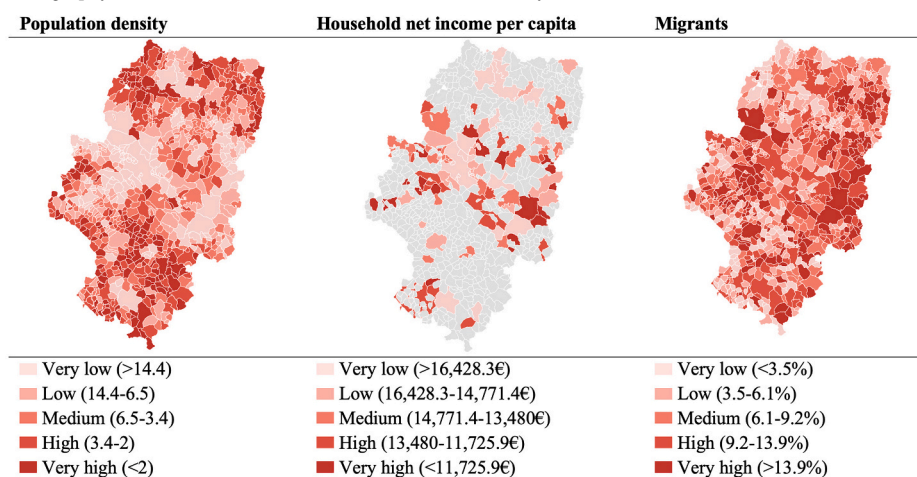 Population density
Household net income per capita
Migrants
Very low (>14.4)
Low (14.4-6.5)
Medium (6.5-3.4)
High (3.4-2)
Very high (<2)
Very low (>16,428.3€)
Low (16,428.3-14,771.4€)
Medium (14,771.4-13,480€)
High (13,480-11,725.9€)
Very high (<11,725.9€)
Very low (<3.5%)
Low (3.5-6.1%)
Medium (6.1-9.2%)
High (9.2-13.9%)
Very high (>13.9%)